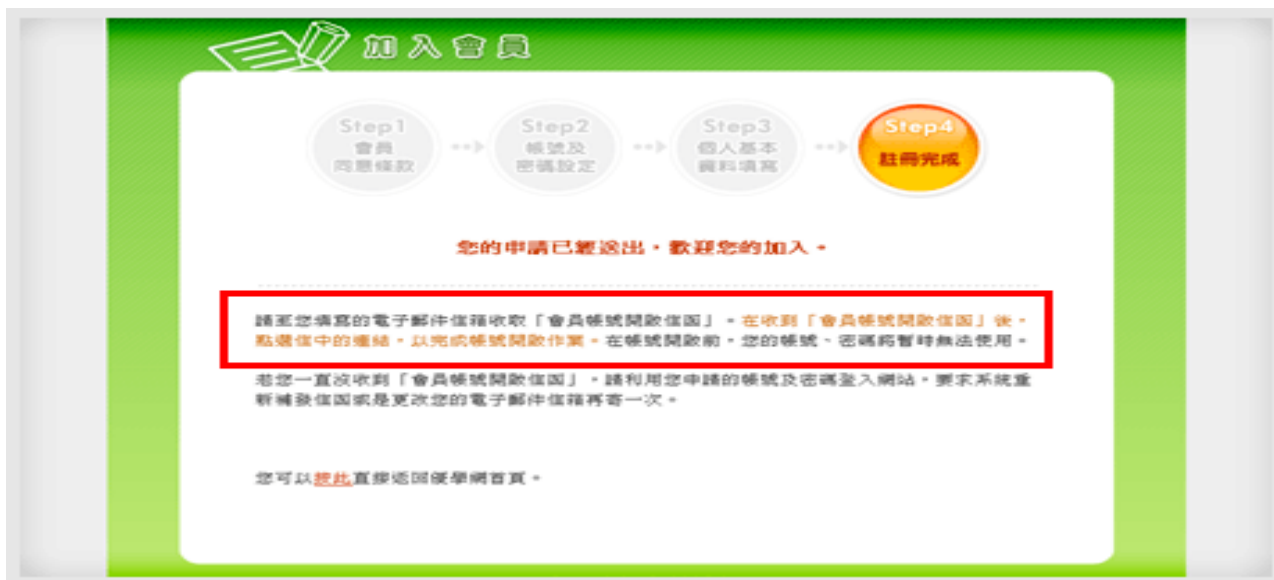 加入會員
Step1
會員
同意條款
Step2
帳號及
密碼設定
Step3
個人基本
資料填寫
Step4
註冊完成
您的申請已經送出，歡迎您的加入。
請至您填寫的電子郵件信箱收取「會員帳號開啟信函」。在收到「會員帳號開啟信函」後，
點選信中的連結，以完成帳號開啟作業。在帳號開啟前，您的帳號、密碼將暫時無法使用。
若您一直沒收到「會員帳號開啟信函」，請利用您申請的帳號及密碼登入網站，要求系統重
新補發信函或是更改您的電子郵件信箱再寄一次。
您可以按此直接返回優學網首頁。